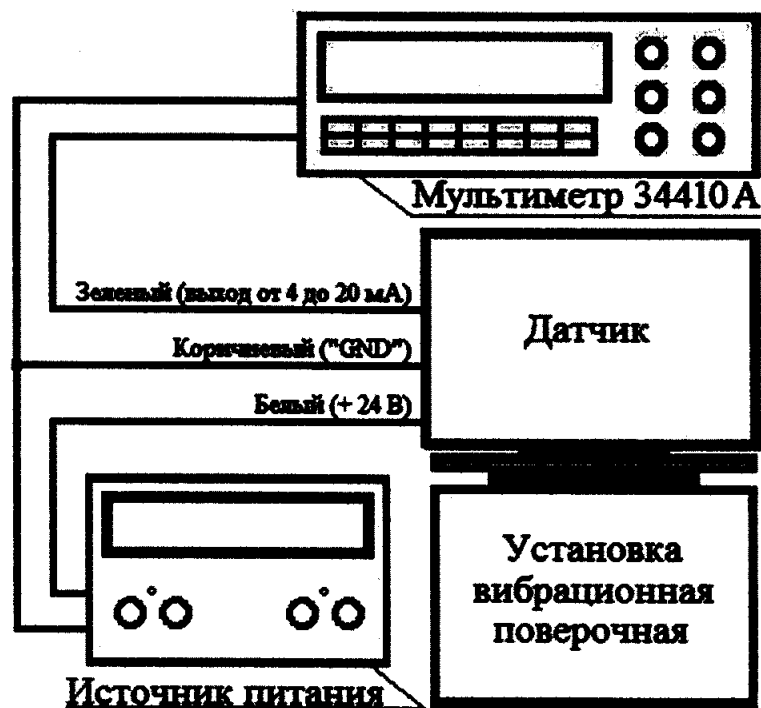 Мультиметр 34410А
Зеленый (выход от 4 до 20 мА)
Датчик
Коричневый ("GND")
Белый (+ 24 В)
Установка
вибрационная
поверочная
Источник питания